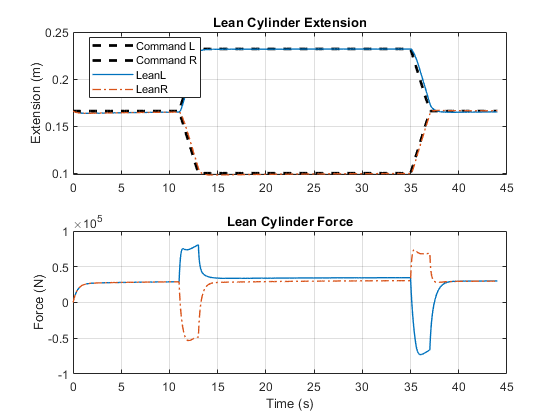 Lean Cylinder Extension
0.25
0.2
0.15
0.1
Extension (m)
Command L
Command R
LeanL
LeanR
0 5 10 15 20 25 30 35 40 45
Lean Cylinder Force
×10^5
1
0.5
0
-0.5
-1
Force (N)
0 5 10 15 20 25 30 35 40 45
Time (s)